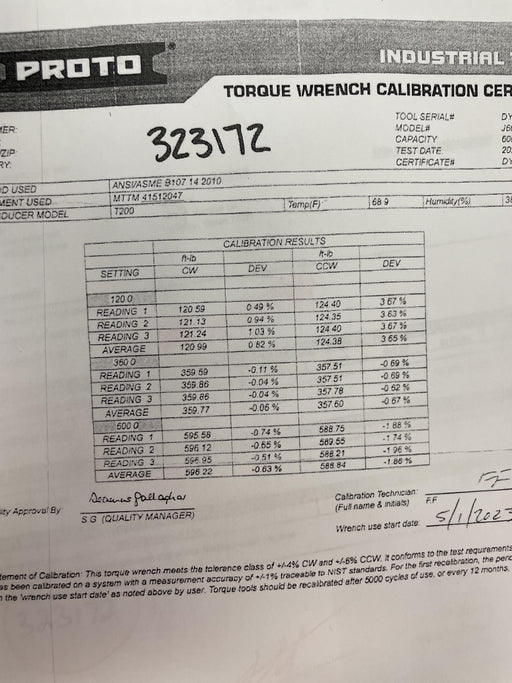 PROTO
INDUSTRIAL
TORQUE WRENCH CALIBRATION CER
323172
TOOL SERIAL# DY
MODEL# J6
CAPACITY 60
TEST DATE: 20
CERTIFICATE# DY
MER:
/ZIP:
RY:
D USED ANSI/ASME B107 14 2010
MENT USED MTTM 41512047
DUCER MODEL T200 Temp(F) 68 9 Humidity(%) 38
CALIBRATION RESULTS
ft-lb ft-lb
SETTING CW DEV CCW DEV
120 0
READING 1 120 59 0 49 % 124 40 3 67 %
READING 2 121 13 0 94 % 124.35 3 63 %
READING 3 121.24 1 03 % 124 40 3 67 %
AVERAGE 120 99 0 82 % 124.38 3 65 %
360 0
READING 1 359 59 -0.11 % 357.51 -0 69 %
READING 2 359.86 -0.04 % 357 51 -0 69 %
READING 3 359.86 -0.04 % 357 78 -0 62 %
AVERAGE 359.77 -0.06 % 357.60 -0 67 %
600 0
READING 1 595 58 -0 74 % 588.75 -1 88 %
READING 2 596 12 -0 65 % 589.55 -1 74 %
READING 3 596 95 -0 51 % 588 21 -1 96 %
AVERAGE 596 22 -0.63 % 588 84 -1.86 %
ity Approval By: Deannus Gallagher
S G (QUALITY MANAGER)
Calibration Technician: FF
(Full name & initials) F.F
Wrench use start date: 5/1/2023
tement of Calibration: This torque wrench meets the tolerence class of +/-4% CW and +/-6% CCW. It conforms to the test requirements
as been calibrated on a system with a measurement accuracy of +/-1% traceable to NIST standards. For the first recalibration, the peric
n the 'wrench use start date' as noted above by user. Torque tools should be recalibrated after 5000 cycles of use, or every 12 months.